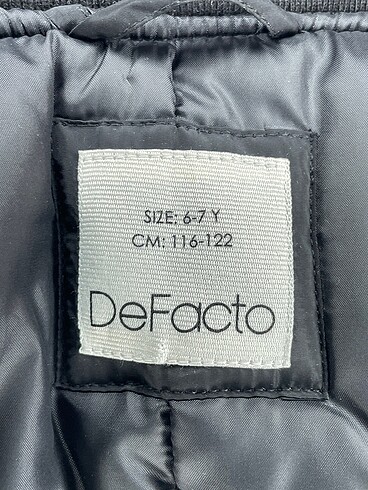 SIZE: 6-7 Y
CM: 116-122
DeFacto